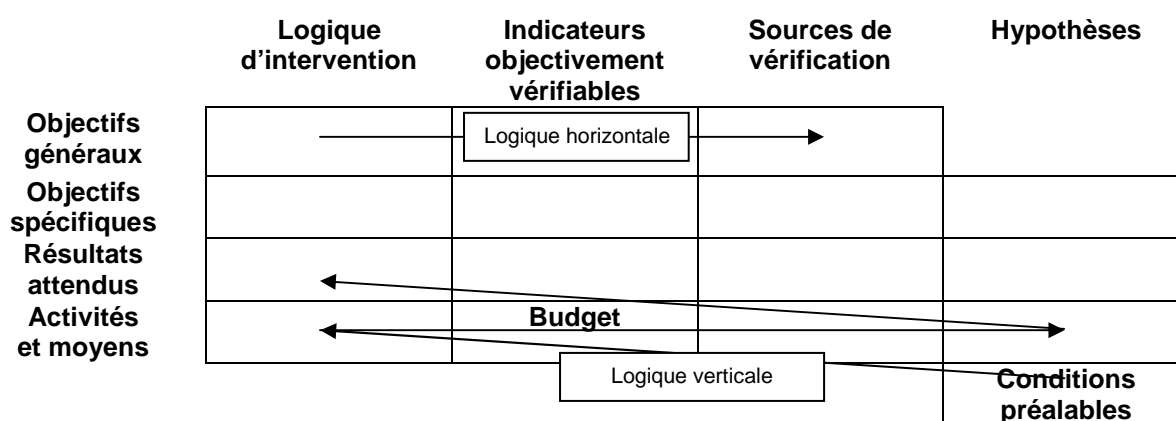 Logique
d’intervention
Indicateurs
objectivement
vérifiables
Sources de
vérification
Hypothèses
Objectifs
généraux
Logique horizontale
Objectifs
spécifiques
Résultats
attendus
Activités
et moyens
Budget
Logique verticale
Conditions
préalables